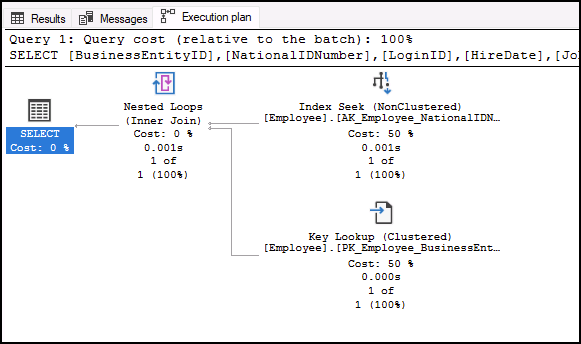 Results Messages Execution plan
Query 1: Query cost (relative to the batch): 100%
SELECT [BusinessEntityID],[NationalIDNumber],[LoginID],[HireDate],[Jo
SELECT
Cost: 0 %
Nested Loops
(Inner Join)
Cost: 0 %
0.001s
1 of
1 (100%)
Index Seek (NonClustered)
[Employee].[AK_Employee_NationalIDN…
Cost: 50 %
0.001s
1 of
1 (100%)
Key Lookup (Clustered)
[Employee].[PK_Employee_BusinessEnt…
Cost: 50 %
0.000s
1 of
1 (100%)